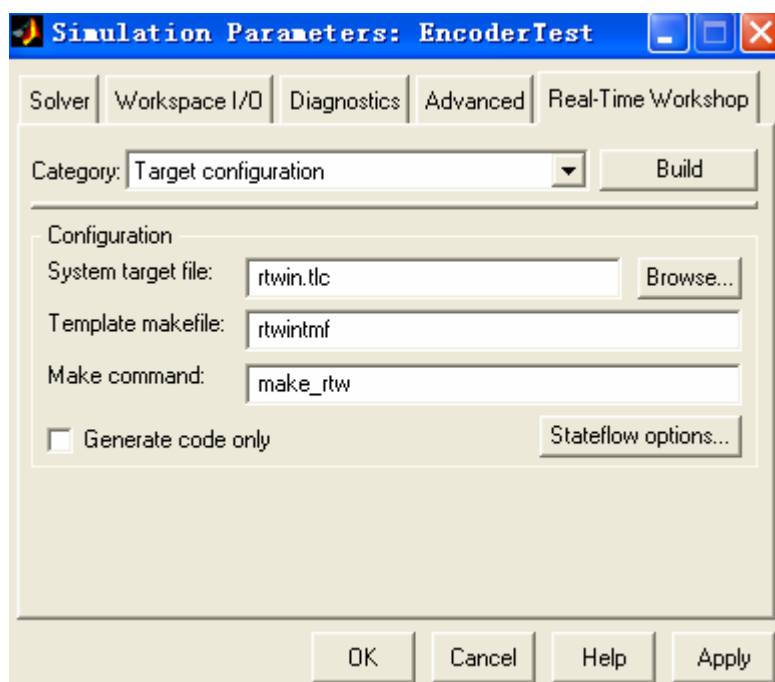 Simulation Parameters: EncoderTest
Solver Workspace I/O Diagnostics Advanced Real-Time Workshop
Category: Target configuration Build
Configuration
System target file: rtwin.tlc Browse...
Template makefile: rtwintmf
Make command: make_rtw
Generate code only Stateflow options...
OK Cancel Help Apply